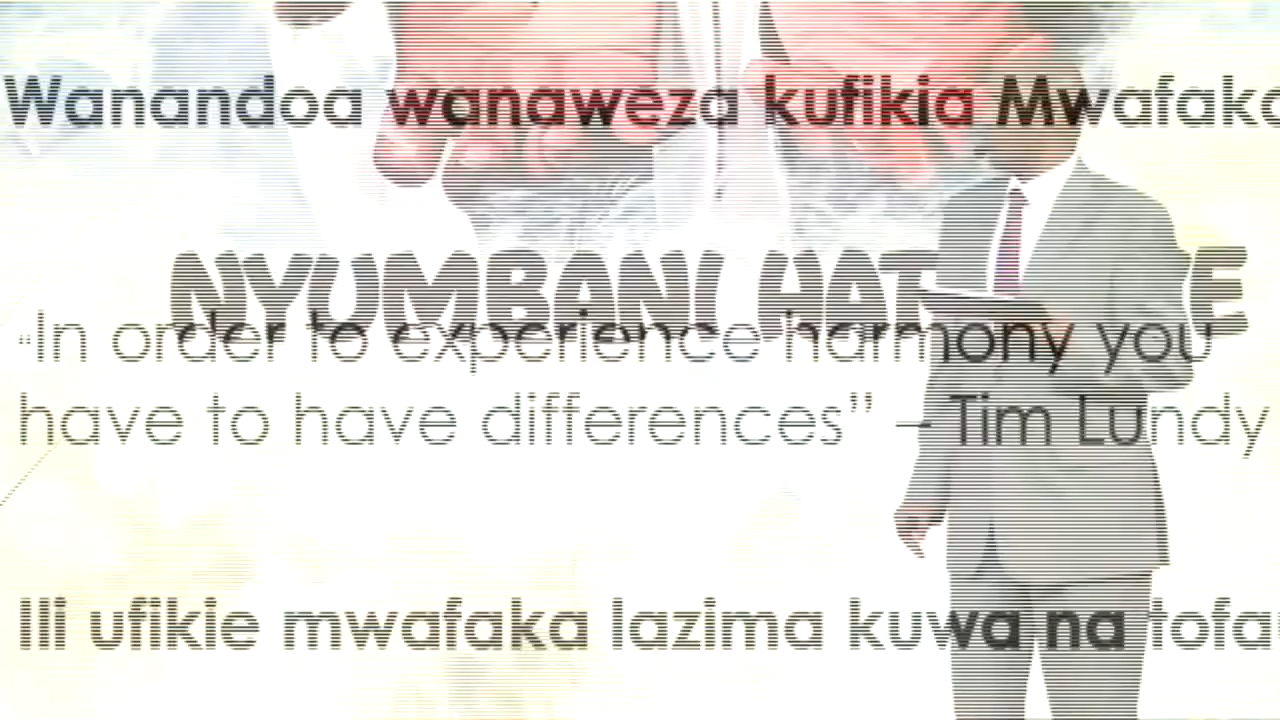 Wanandoa wanaweza kufikia
NYUMBANI
“In order to experience harmony you
have to have differences" – Tim Lundy
Ili ufikie mwafaka lazima kuwa na